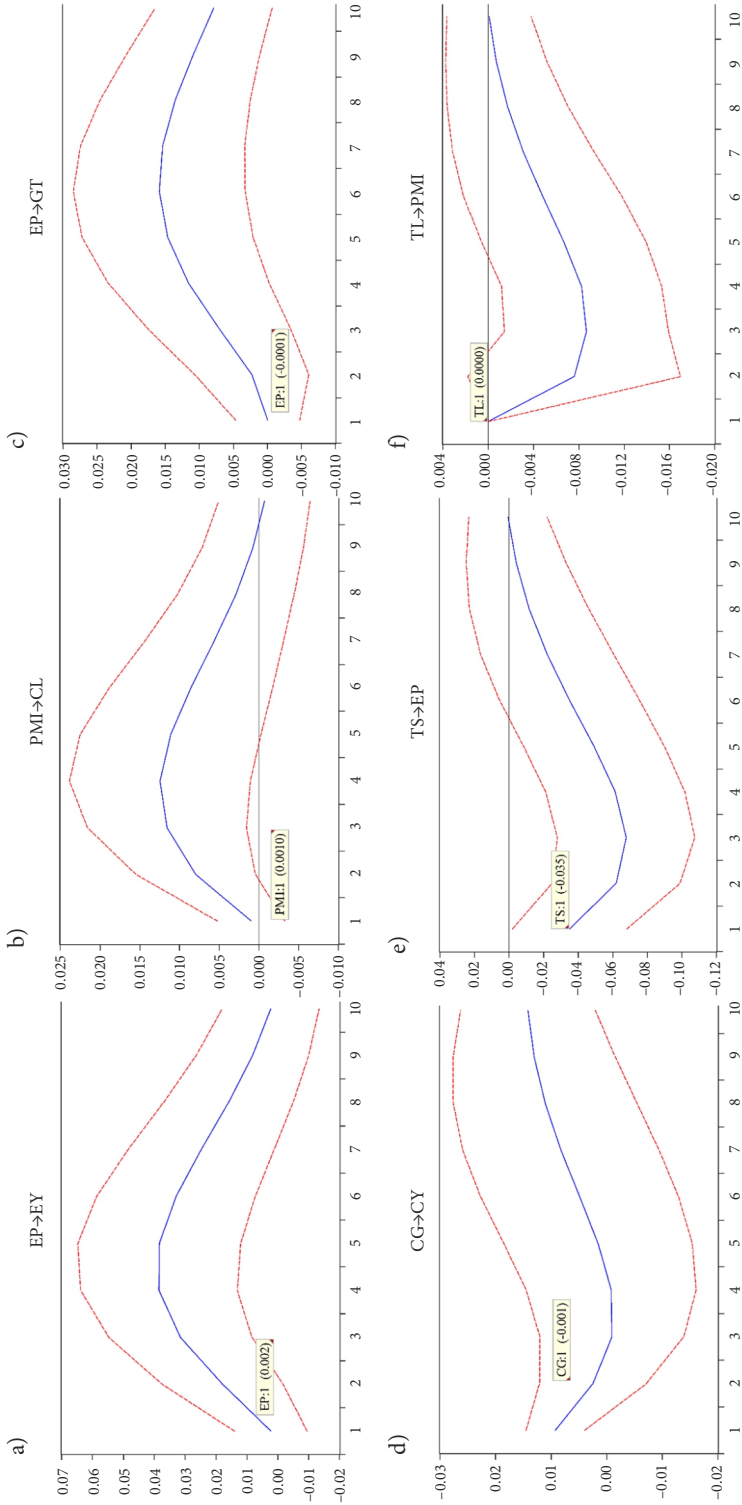 a)
EP→EY
0.07
0.06
0.05
0.04
0.03
0.02
0.01
0.00
−0.01
−0.02
EP:1 (0.002)
1 2 3 4 5 6 7 8 9 10
b)
PMI→CL
0.025
0.020
0.015
0.010
0.005
0.000
−0.005
−0.010
PMI:1 (0.0010)
1 2 3 4 5 6 7 8 9 10
c)
EP→GT
0.030
0.025
0.020
0.015
0.010
0.005
0.000
−0.005
−0.010
EP:1 (-0.0001)
1 2 3 4 5 6 7 8 9 10
d)
CG→CY
−0.03
0.02
0.01
0.00
−0.01
−0.02
CG:1 (-0.001)
1 2 3 4 5 6 7 8 9 10
e)
TS→EP
0.04
0.02
0.00
−0.02
−0.04
−0.06
−0.08
−0.10
−0.12
TS:1 (-0.035)
1 2 3 4 5 6 7 8 9 10
f)
TL→PMI
0.004
0.000
−0.004
−0.008
−0.012
−0.016
−0.020
TL:1 (0.0000)
1 2 3 4 5 6 7 8 9 10